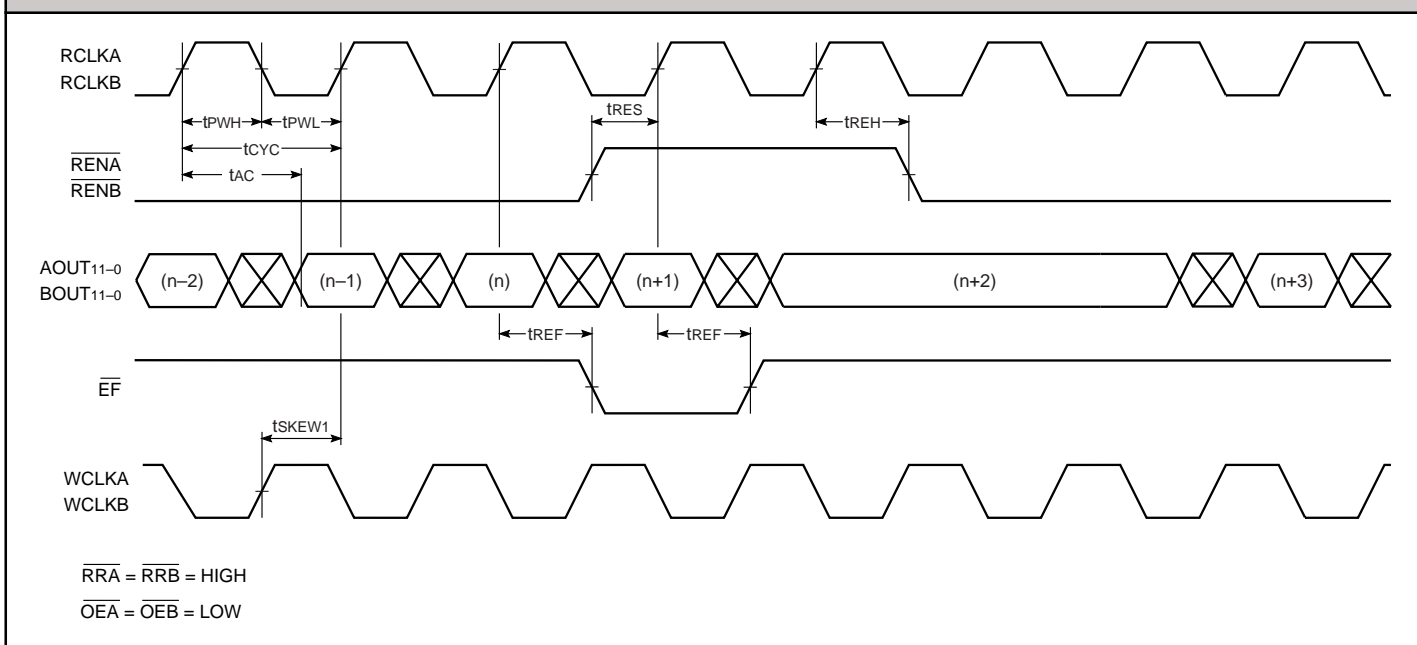 RCLKA
RCLKB
tPWH
tPWL
tCYC
tAC
tRES
tREH
RENA
RENB
AOUT11–0
BOUT11–0
(n–2)
(n–1)
(n)
(n+1)
(n+2)
(n+3)
tREF
tREF
EF
tSKEW1
WCLKA
WCLKB
RRA = RRB = HIGH
OEA = OEB = LOW